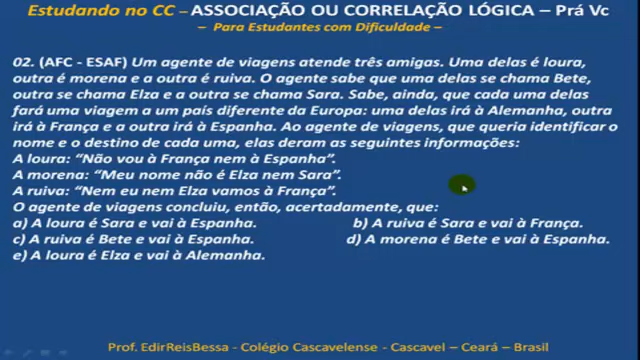 Estudando no CC – ASSOCIAÇÃO OU CORRELAÇÃO LÓGICA – Prá Vc
– Para Estudantes com Dificuldade –
02. (AFC - ESAF) Um agente de viagens atende três amigas. Uma delas é loura,
outra é morena e a outra é ruiva. O agente sabe que uma delas se chama Bete,
outra se chama Elza e a outra se chama Sara. Sabe, ainda, que cada uma delas
fará uma viagem a um país diferente da Europa: uma delas irá à Alemanha, outra
irá à França e a outra irá à Espanha. Ao agente de viagens, que queria identificar o
nome e o destino de cada uma, elas deram as seguintes informações:
A loura: “Não vou à França nem à Espanha”.
A morena: “Meu nome não é Elza nem Sara”.
A ruiva: “Nem eu nem Elza vamos à França”.
O agente de viagens concluiu, então, acertadamente, que:
a) A loura é Sara e vai à Espanha. b) A ruiva é Sara e vai à França.
c) A ruiva é Bete e vai à Espanha. d) A morena é Bete e vai à Espanha.
e) A loura é Elza e vai à Alemanha.
Prof. EdirReisBessa - Colégio Cascavelense - Cascavel – Ceará – Brasil